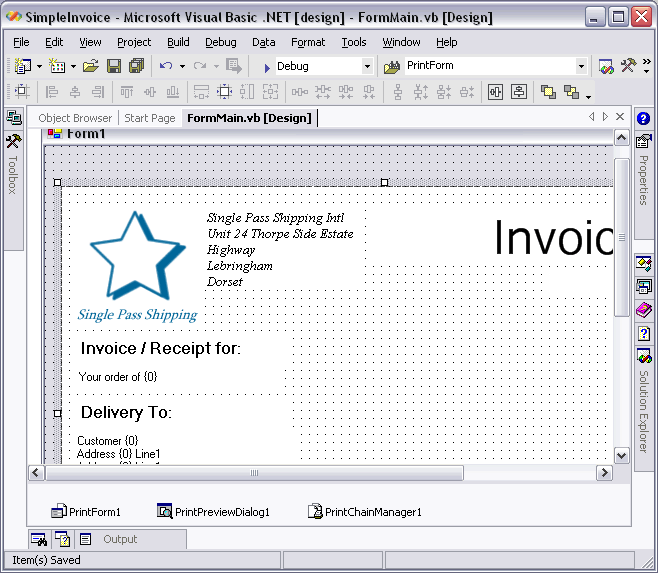 SimpleInvoice - Microsoft Visual Basic .NET [design] - FormMain.vb [Design]
File Edit View Project Build Debug Data Format Tools Window Help
Debug PrintForm
Object Browser Start Page FormMain.vb [Design]
Form1
Toolbox
Properties
Solution Explorer
Single Pass Shipping Intl
Unit 24 Thorpe Side Estate
Highway
Lebringham
Dorset
Invoic
Single Pass Shipping
Invoice / Receipt for:
Your order of {0}
Delivery To:
Customer {0}
Address {0} Line1
PrintForm1 PrintPreviewDialog1 PrintChainManager1
Output
Item(s) Saved